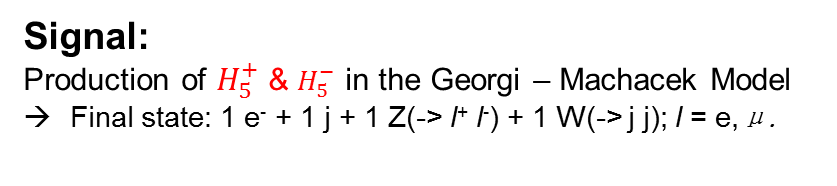 Signal:
Production of H₅⁺ & H₅⁻ in the Georgi – Machacek Model
→ Final state: 1 e⁻ + 1 j + 1 Z(-> l⁺ l⁻) + 1 W(->j j); l = e, μ.